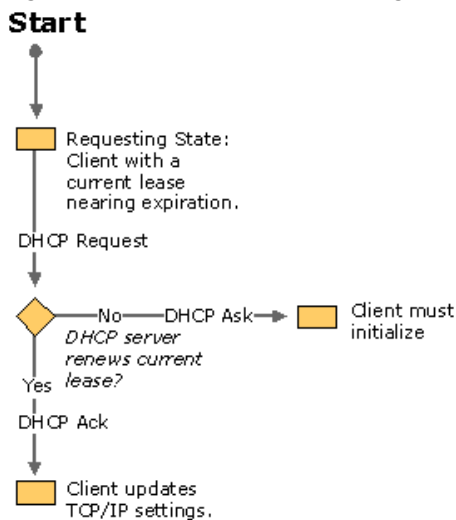 Start
Requesting State:
Client with a
current lease
nearing expiration.
DHCP Request
No
DHCP Ask
Client must
initialize
DHCP server
renews current
lease?
Yes
DHCP Ack
Client updates
TCP/IP settings.